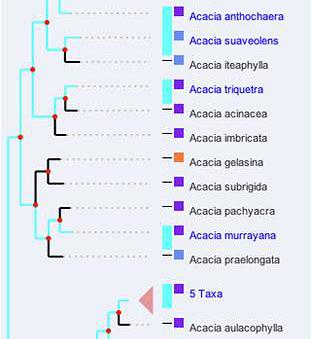 Acacia anthochaera
Acacia suaveolens
Acacia iteaphylla
Acacia triquetra
Acacia acinacea
Acacia imbricata
Acacia gelasina
Acacia subrigida
Acacia pachyacra
Acacia murrayana
Acacia praelongata
5 Taxa
Acacia aulacophylla